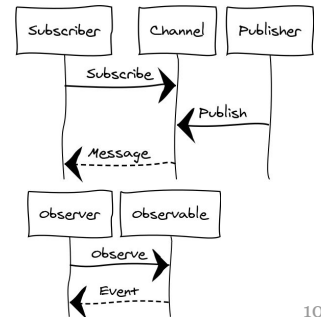 Subscriber Channel Publisher
Subscribe
Publish
Message
Observer Observable
Observe
Event
10